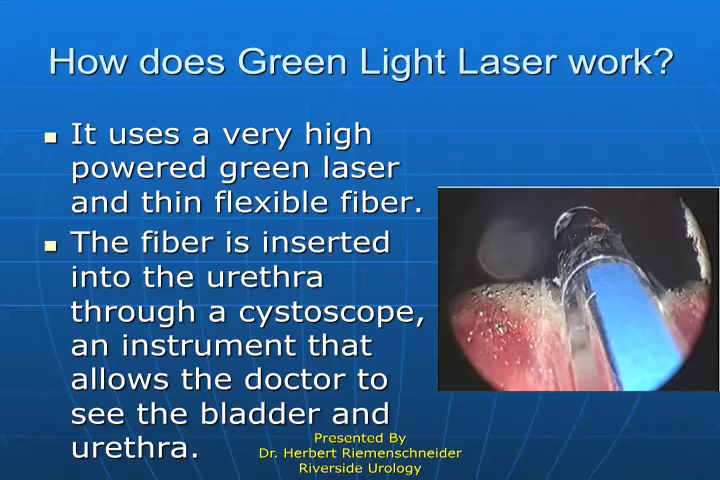 How does Green Light Laser work?
It uses a very high
powered green laser
and thin flexible fiber.
The fiber is inserted
into the urethra
through a cystoscope,
an instrument that
allows the doctor to
see the bladder and
urethra.
Presented By
Dr. Herbert Riemenschneider
Riverside Urology